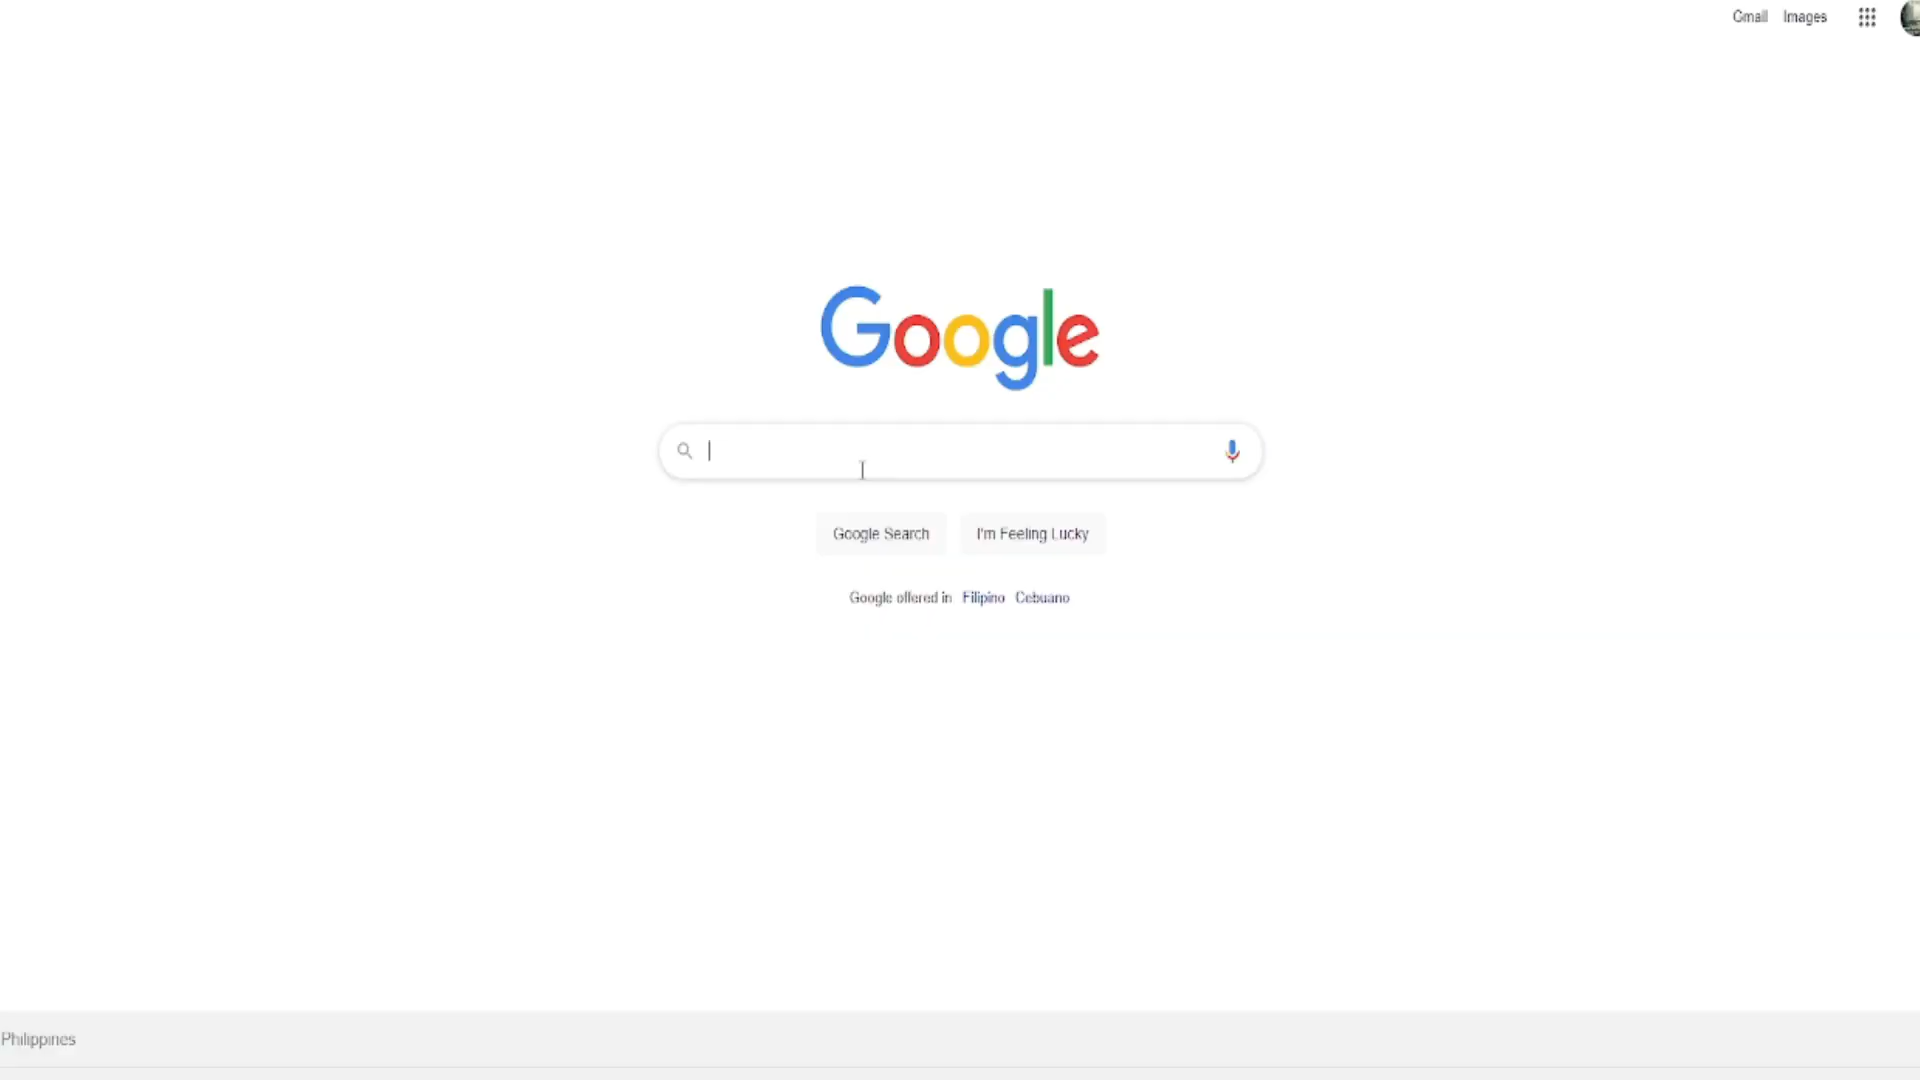 Gmail Images
Google
Google Search I'm Feeling Lucky
Google offered in Filipino Cebuano
Philippines